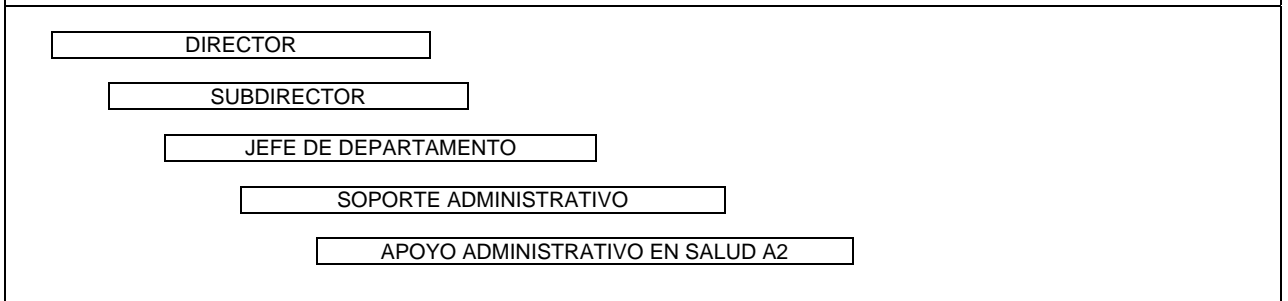 DIRECTOR
SUBDIRECTOR
JEFE DE DEPARTAMENTO
SOPORTE ADMINISTRATIVO
APOYO ADMINISTRATIVO EN SALUD A2